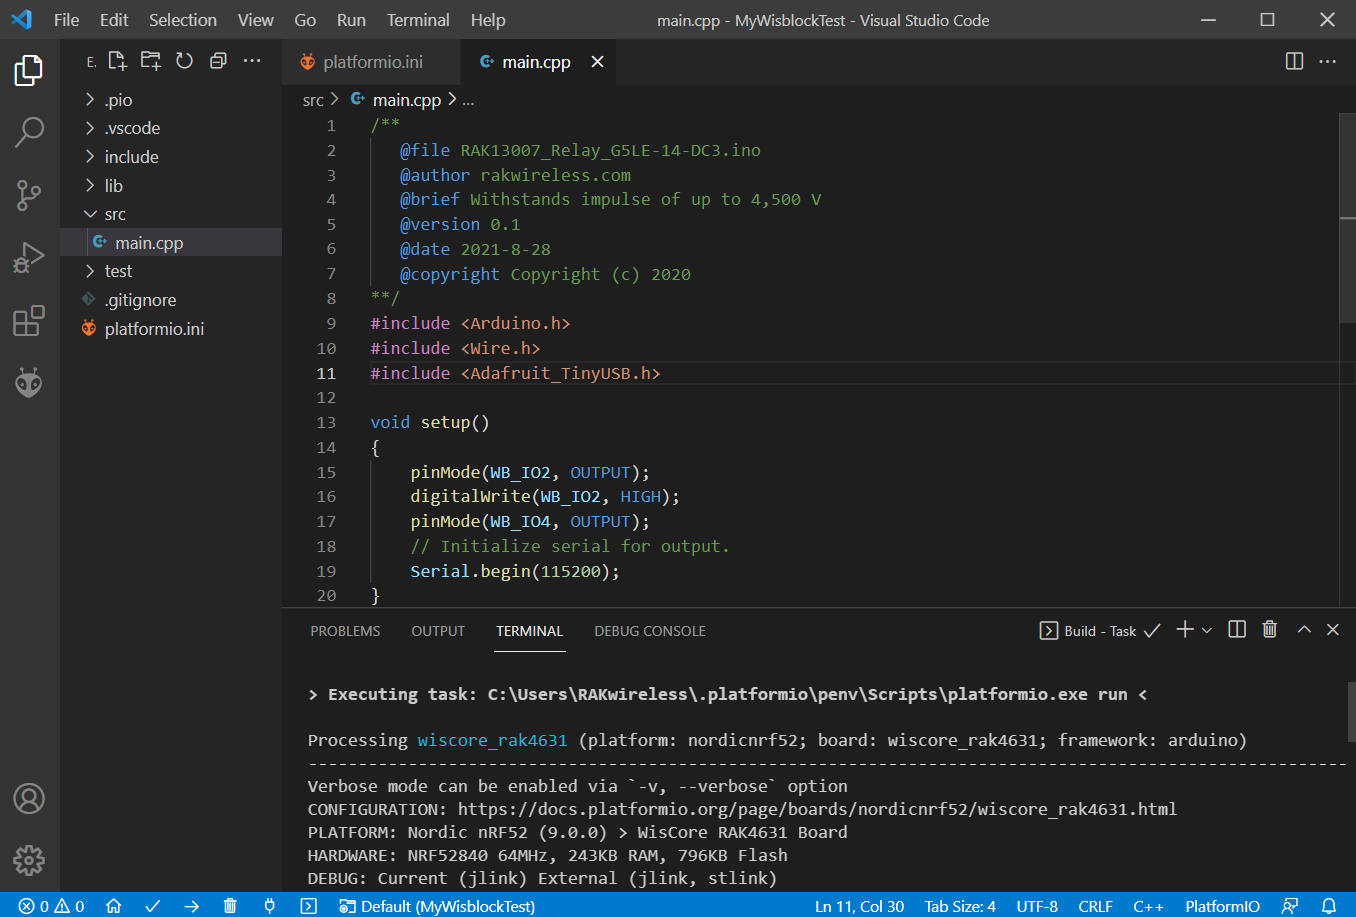 File Edit Selection View Go Run Terminal Help main.cpp - MyWisblockTest - Visual Studio Code
E.
platformio.ini main.cpp
.pio
.vscode
include
lib
src
main.cpp
test
.gitignore
platformio.ini
src > main.cpp > ...
1 /**
2 @file RAK13007_Relay_G5LE-14-DC3.ino
3 @author rakwireless.com
4 @brief Withstands impulse of up to 4,500 V
5 @version 0.1
6 @date 2021-8-28
7 @copyright Copyright (c) 2020
8 **/
9 #include <Arduino.h>
10 #include <Wire.h>
11 #include <Adafruit_TinyUSB.h>
12
13 void setup()
14 {
15 pinMode(WB_IO2, OUTPUT);
16 digitalWrite(WB_IO2, HIGH);
17 pinMode(WB_IO4, OUTPUT);
18 // Initialize serial for output.
19 Serial.begin(115200);
20 }
PROBLEMS OUTPUT TERMINAL DEBUG CONSOLE Build - Task
> Executing task: C:\Users\RAKwireless\.platformio\penv\Scripts\platformio.exe run <
Processing wiscore_rak4631 (platform: nordicnrf52; board: wiscore_rak4631; framework: arduino)
--------------------------------------------------------------------------------------------------------
Verbose mode can be enabled via `-v, --verbose` option
CONFIGURATION: https://docs.platformio.org/page/boards/nordicnrf52/wiscore_rak4631.html
PLATFORM: Nordic nRF52 (9.0.0) > WisCore RAK4631 Board
HARDWARE: NRF52840 64MHz, 243KB RAM, 796KB Flash
DEBUG: Current (jlink) External (jlink, stlink)
0 0 Default (MyWisblockTest) Ln 11, Col 30 Tab Size: 4 UTF-8 CRLF C++ PlatformIO